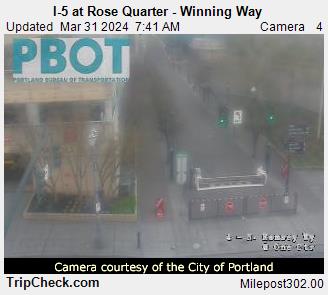 I-5 at Rose Quarter - Winning Way
Updated Mar 31 2024 7:41 AM Camera 4
PBOT
PORTLAND BUREAU OF TRANSPORTATION
Camera courtesy of the City of Portland
TripCheck.com Milepost302.00